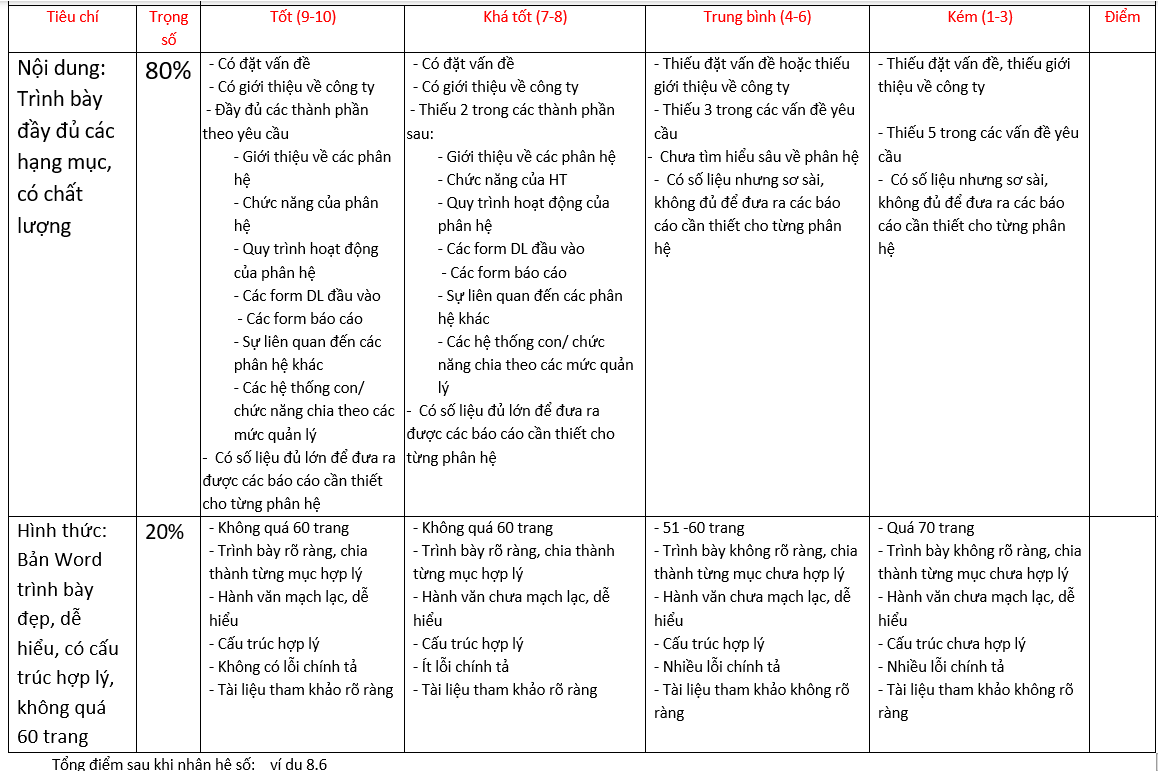 Tiêu chí
Trọng
số
Tốt (9-10)
Khá tốt (7-8)
Trung bình (4-6)
Kém (1-3)
Điểm
Nội dung:
Trình bày
đầy đủ các
hạng mục,
có chất
lượng
80%
- Có đặt vấn đề
- Có giới thiệu về công ty
- Đầy đủ các thành phần
theo yêu cầu
- Giới thiệu về các phân
hệ
- Chức năng của phân
hệ
- Quy trình hoạt động
của phân hệ
- Các form DL đầu vào
- Các form báo cáo
- Sự liên quan đến các
phân hệ khác
- Các hệ thống con/
chức năng chia theo các
mức quản lý
- Có số liệu đủ lớn để đưa ra
được các báo cáo cần thiết
cho từng phân hệ
- Có đặt vấn đề
- Có giới thiệu về công ty
- Thiếu 2 trong các thành phần
sau:
- Giới thiệu về các phân hệ
- Chức năng của HT
- Quy trình hoạt động của
phân hệ
- Các form DL đầu vào
- Các form báo cáo
- Sự liên quan đến các phân
hệ khác
- Các hệ thống con/ chức
năng chia theo các mức quản
lý
- Có số liệu đủ lớn để đưa ra
được các báo cáo cần thiết cho
từng phân hệ
- Thiếu đặt vấn đề hoặc thiếu
giới thiệu về công ty
- Thiếu 3 trong các vấn đề yêu
cầu
- Chưa tìm hiểu sâu về phân hệ
- Có số liệu nhưng sơ sài,
không đủ để đưa ra các báo
cáo cần thiết cho từng phân
hệ
- Thiếu đặt vấn đề, thiếu giới
thiệu về công ty
- Thiếu 5 trong các vấn đề yêu
cầu
- Có số liệu nhưng sơ sài,
không đủ để đưa ra các báo
cáo cần thiết cho từng phân
hệ
Hình thức:
Bản Word
trình bày
đẹp, dễ
hiểu, có cấu
trúc hợp lý,
không quá
60 trang
20%
- Không quá 60 trang
- Trình bày rõ ràng, chia
thành từng mục hợp lý
- Hành văn mạch lạc, dễ
hiểu
- Cấu trúc hợp lý
- Không có lỗi chính tả
- Tài liệu tham khảo rõ ràng
- Không quá 60 trang
- Trình bày rõ ràng, chia thành
từng mục hợp lý
- Hành văn chưa mạch lạc, dễ
hiểu
- Cấu trúc hợp lý
- Ít lỗi chính tả
- Tài liệu tham khảo rõ ràng
- 51 -60 trang
- Trình bày không rõ ràng, chia
thành từng mục chưa hợp lý
- Hành văn chưa mạch lạc, dễ
hiểu
- Cấu trúc hợp lý
- Nhiều lỗi chính tả
- Tài liệu tham khảo không rõ
ràng
- Quá 70 trang
- Trình bày không rõ ràng, chia
thành từng mục chưa hợp lý
- Hành văn chưa mạch lạc, dễ
hiểu
- Cấu trúc chưa hợp lý
- Nhiều lỗi chính tả
- Tài liệu tham khảo không rõ
ràng
Tổng điểm sau khi nhân hệ số: ví dụ 8.6